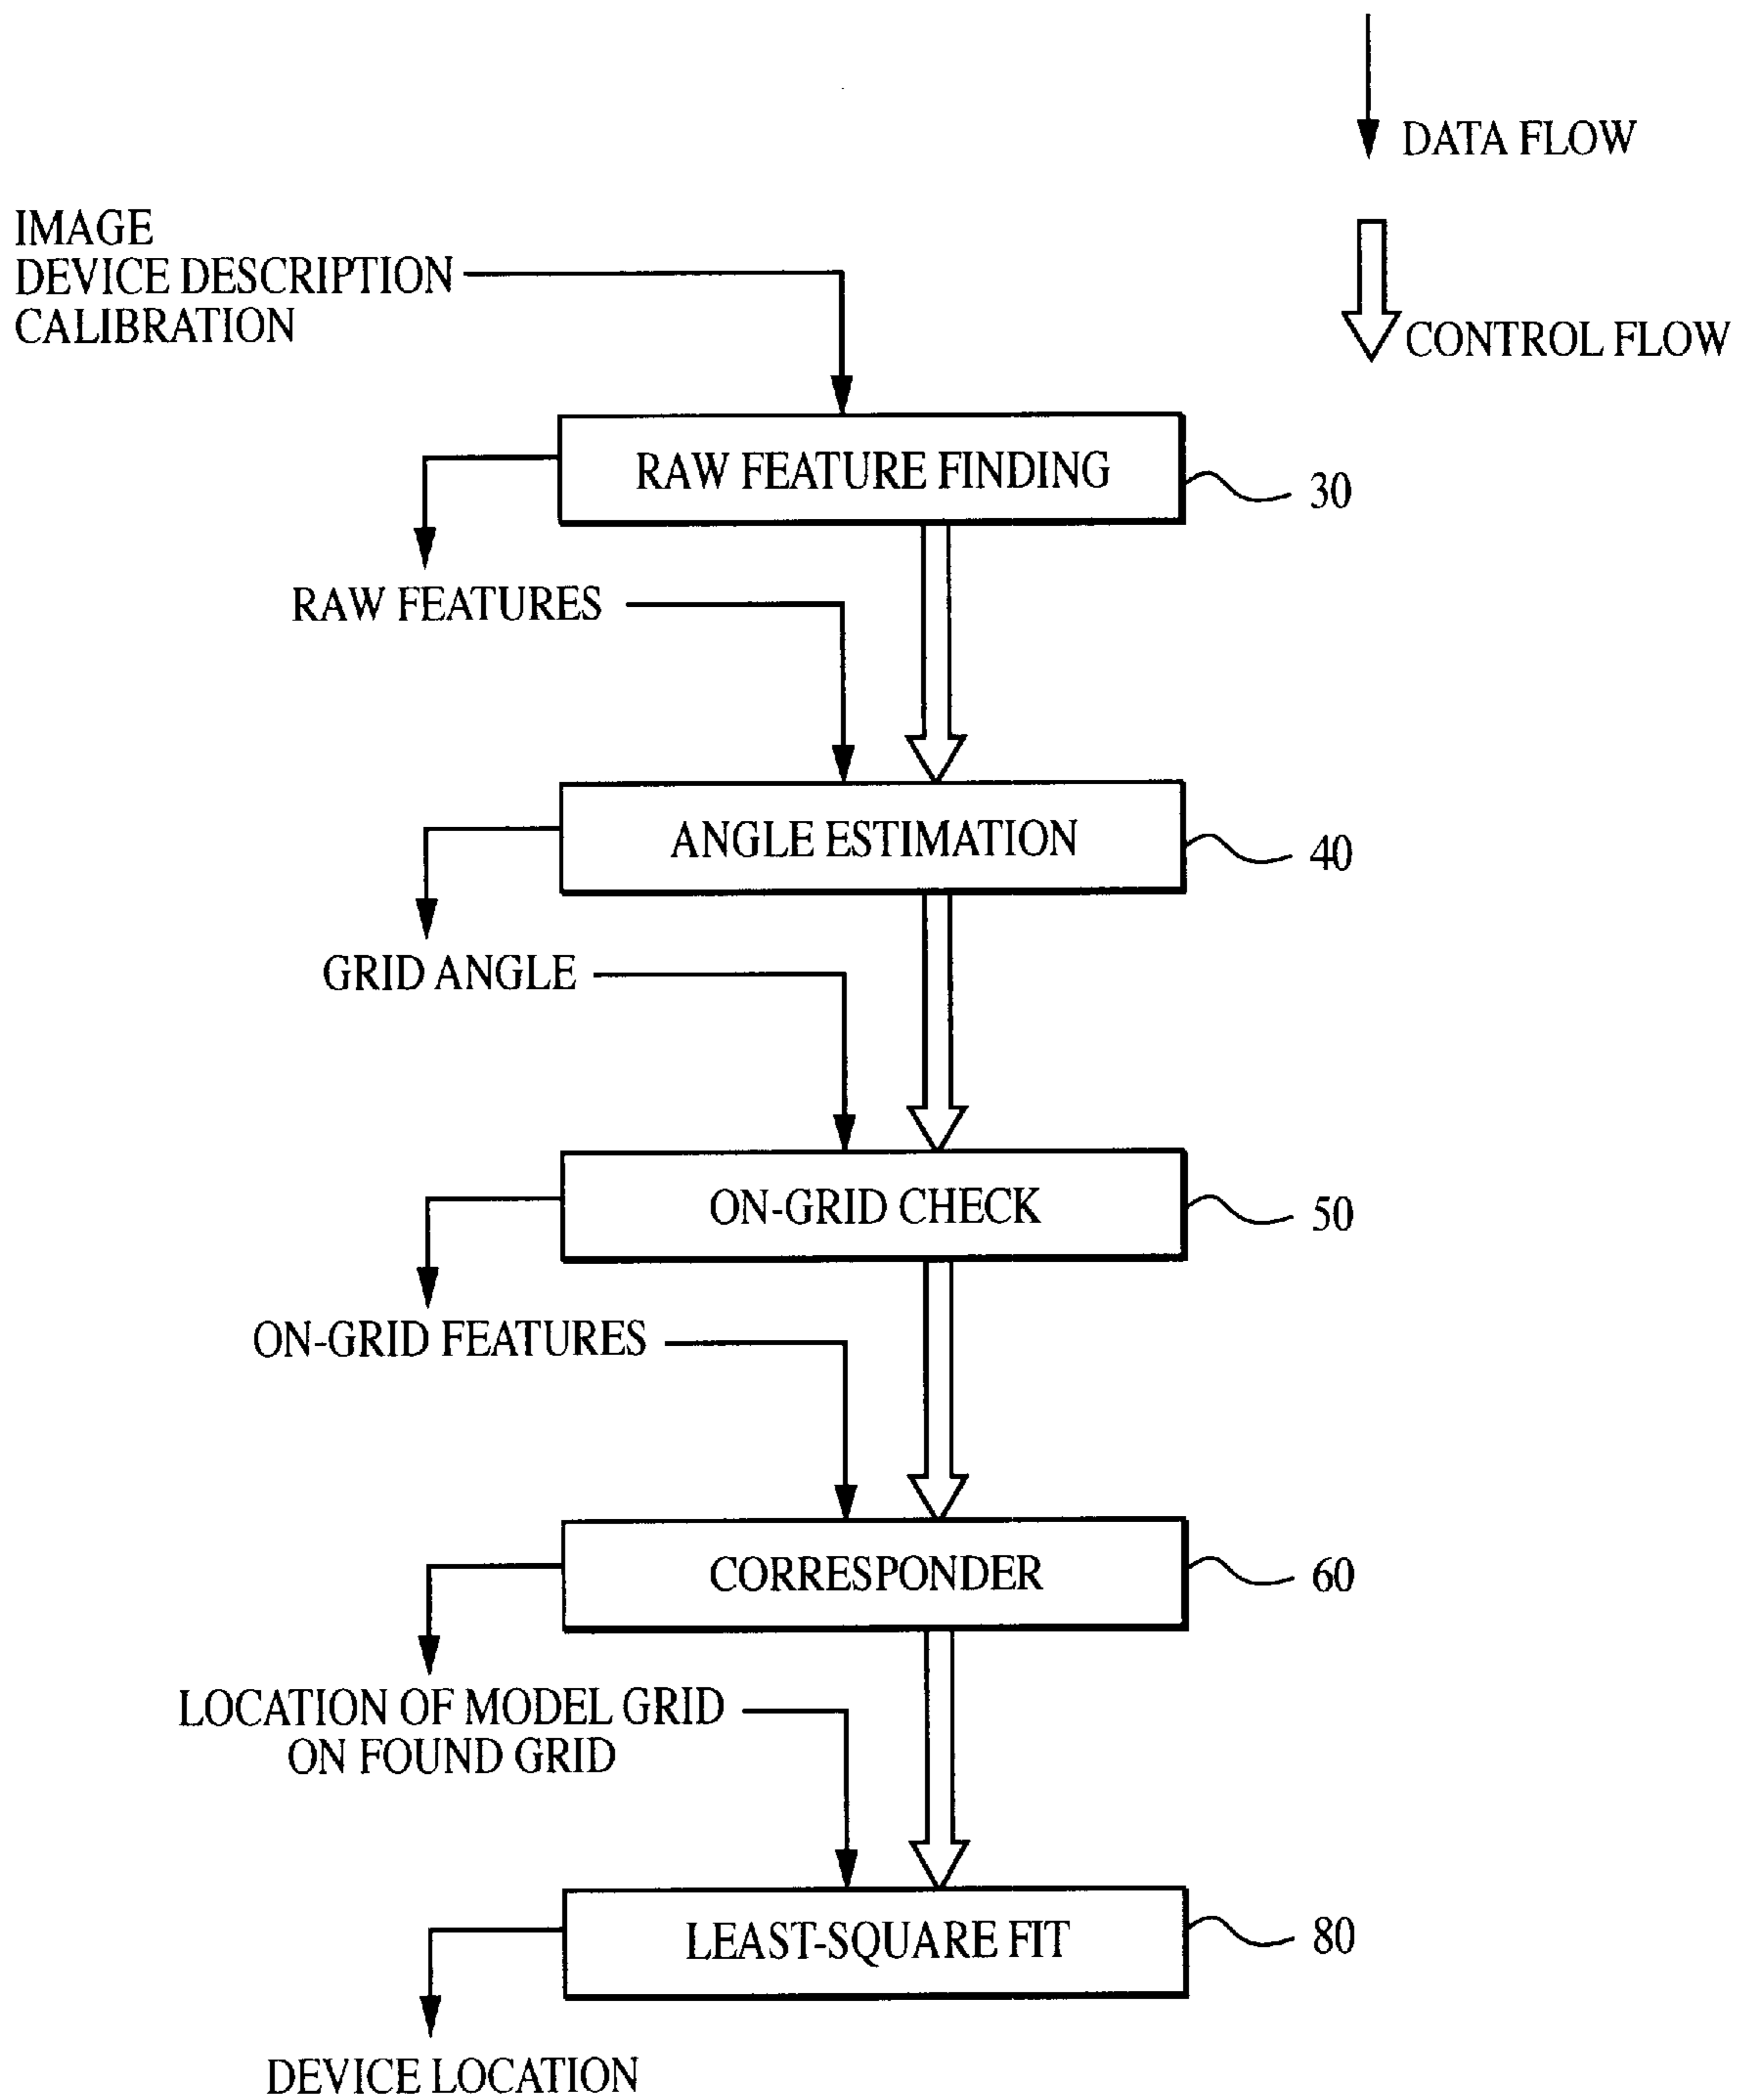 DATA FLOW
IMAGE
DEVICE DESCRIPTION
CALIBRATION
CONTROL FLOW
RAW FEATURE FINDING
30
RAW FEATURES
ANGLE ESTIMATION
40
GRID ANGLE
ON-GRID CHECK
50
ON-GRID FEATURES
CORRESPONDER
60
LOCATION OF MODEL GRID
ON FOUND GRID
LEAST-SQUARE FIT
80
DEVICE LOCATION